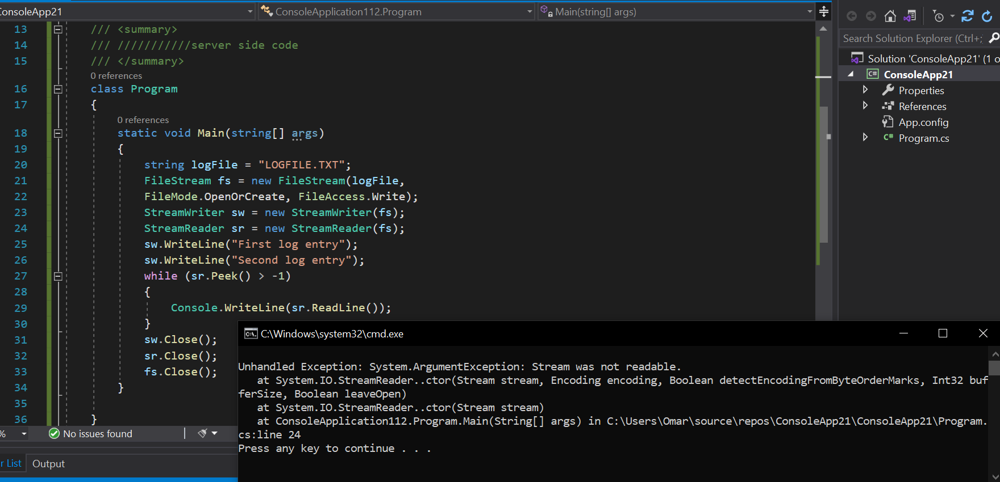 ConsoleApp21
ConsoleApplication112.Program
Main(string[] args)
13 /// <summary>
14 /// ///////////server side code
15 /// </summary>
0 references
16 class Program
17 {
0 references
18 static void Main(string[] args)
19 {
20 string logFile = "LOGFILE.TXT";
21 FileStream fs = new FileStream(logFile,
22 FileMode.OpenOrCreate, FileAccess.Write);
23 StreamWriter sw = new StreamWriter(fs);
24 StreamReader sr = new StreamReader(fs);
25 sw.WriteLine("First log entry");
26 sw.WriteLine("Second log entry");
27 while (sr.Peek() > -1)
28 {
29 Console.WriteLine(sr.ReadLine());
30 }
31 sw.Close();
32 sr.Close();
33 fs.Close();
34 }
35
36 }
% No issues found
r List Output
Search Solution Explorer (Ctrl+;
Solution 'ConsoleApp21' (1 o
C# ConsoleApp21
Properties
References
App.config
C# Program.cs
C:\Windows\system32\cmd.exe
Unhandled Exception: System.ArgumentException: Stream was not readable.
at System.IO.StreamReader..ctor(Stream stream, Encoding encoding, Boolean detectEncodingFromByteOrderMarks, Int32 buf
ferSize, Boolean leaveOpen)
at System.IO.StreamReader..ctor(Stream stream)
at ConsoleApplication112.Program.Main(String[] args) in C:\Users\Omar\source\repos\ConsoleApp21\ConsoleApp21\Program.
cs:line 24
Press any key to continue . . .